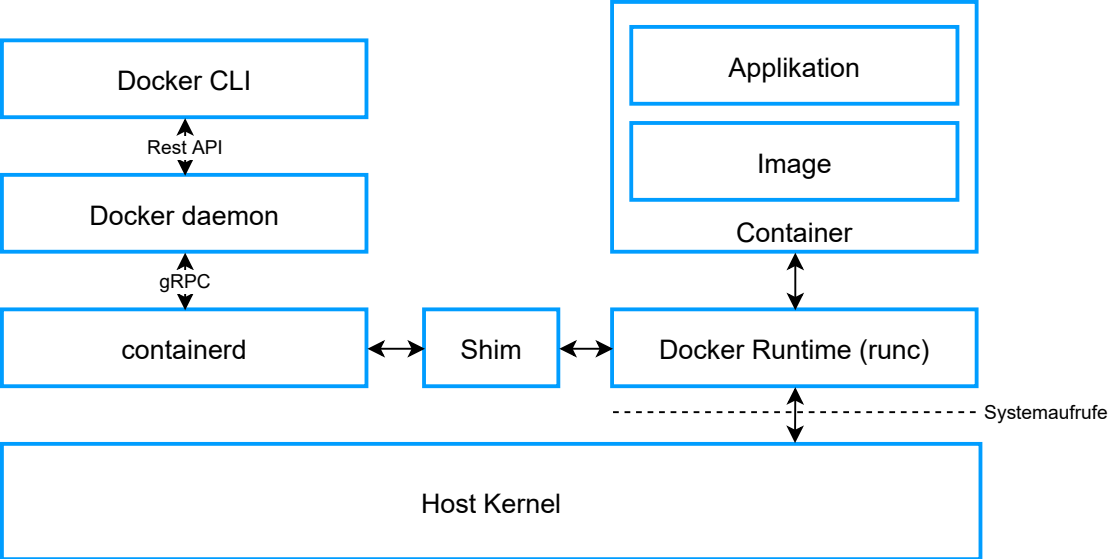 Docker CLI
Rest API
Docker daemon
gRPC
containerd
Shim
Applikation
Image
Container
Docker Runtime (runc)
Systemaufrufe
Host Kernel